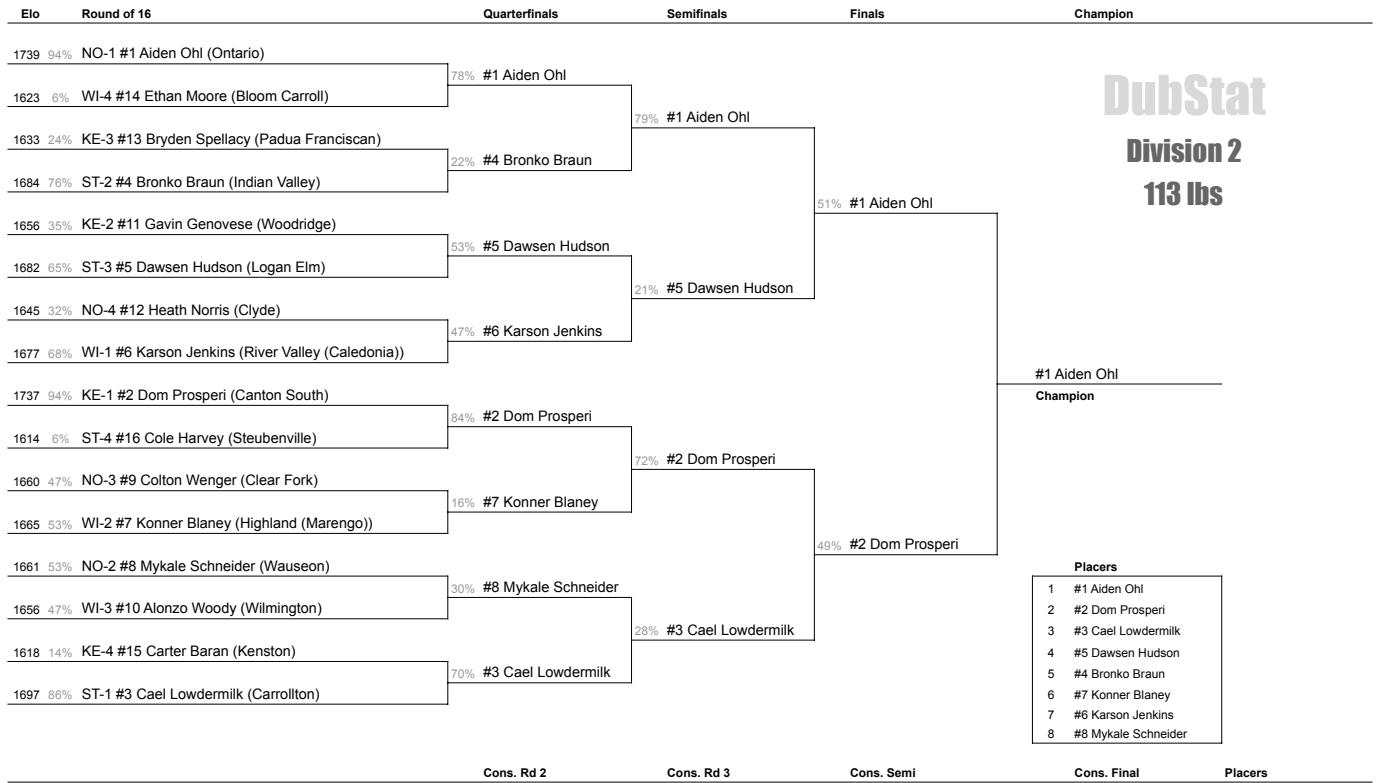 Elo Round of 16 Quarterfinals Semifinals Finals Champion
1739 94% NO-1 #1 Aiden Ohl (Ontario)
78% #1 Aiden Ohl
1623 6% WI-4 #14 Ethan Moore (Bloom Carroll)
79% #1 Aiden Ohl
1633 24% KE-3 #13 Bryden Spellacy (Padua Franciscan)
22% #4 Bronko Braun
1684 76% ST-2 #4 Bronko Braun (Indian Valley)
51% #1 Aiden Ohl
1656 35% KE-2 #11 Gavin Genovese (Woodridge)
53% #5 Dawsen Hudson
1682 65% ST-3 #5 Dawsen Hudson (Logan Elm)
21% #5 Dawsen Hudson
1645 32% NO-4 #12 Heath Norris (Clyde)
47% #6 Karson Jenkins
1677 68% WI-1 #6 Karson Jenkins (River Valley (Caledonia))
#1 Aiden Ohl
Champion
1737 94% KE-1 #2 Dom Prosperi (Canton South)
84% #2 Dom Prosperi
1614 6% ST-4 #16 Cole Harvey (Steubenville)
72% #2 Dom Prosperi
1660 47% NO-3 #9 Colton Wenger (Clear Fork)
16% #7 Konner Blaney
1665 53% WI-2 #7 Konner Blaney (Highland (Marengo))
49% #2 Dom Prosperi
1661 53% NO-2 #8 Mykale Schneider (Wauseon)
30% #8 Mykale Schneider
1656 47% WI-3 #10 Alonzo Woody (Wilmington)
28% #3 Cael Lowdermilk
1618 14% KE-4 #15 Carter Baran (Kenston)
70% #3 Cael Lowdermilk
1697 86% ST-1 #3 Cael Lowdermilk (Carrollton)
DubStat
Division 2
113 lbs
Placers
1 #1 Aiden Ohl
2 #2 Dom Prosperi
3 #3 Cael Lowdermilk
4 #5 Dawsen Hudson
5 #4 Bronko Braun
6 #7 Konner Blaney
7 #6 Karson Jenkins
8 #8 Mykale Schneider
Cons. Rd 2 Cons. Rd 3 Cons. Semi Cons. Final Placers